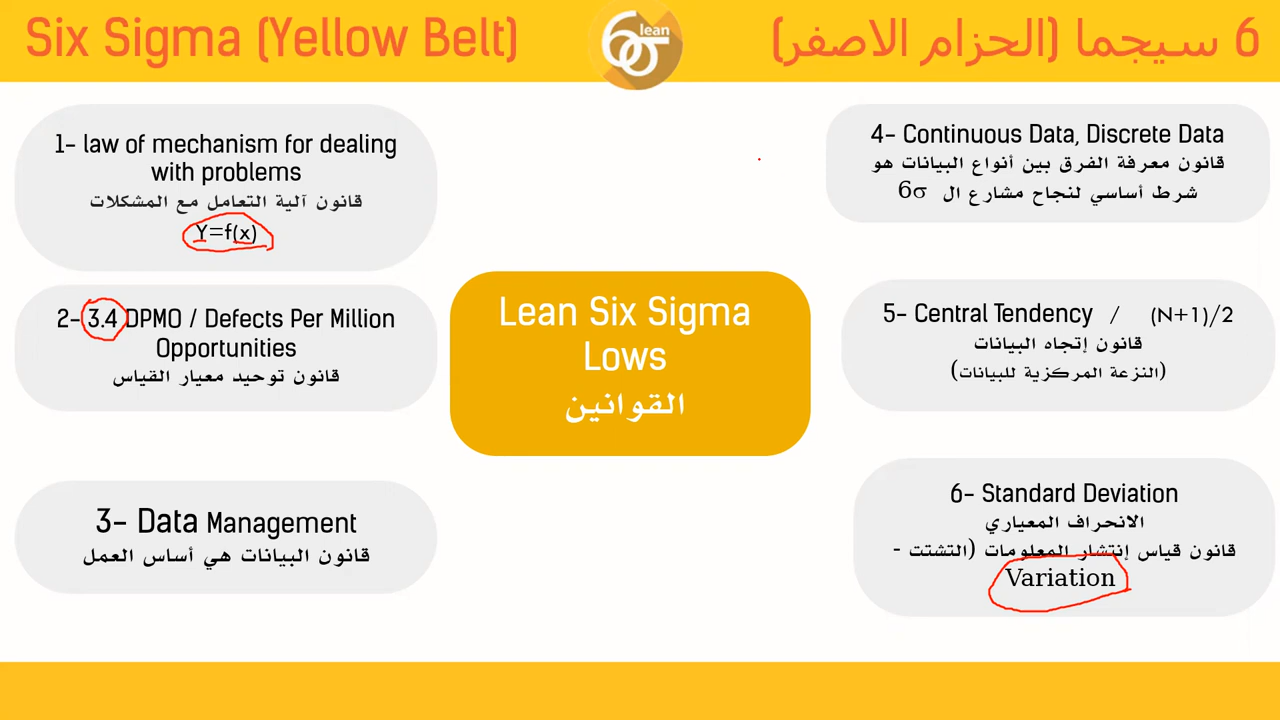 Six Sigma (Yellow Belt)
lean
6σ
6 سيجما (الحزام الاصفر)
1- law of mechanism for dealing
with problems
قانون آلية التعامل مع المشكلات
Y=f(x)
2- 3.4 DPMO / Defects Per Million
Opportunities
قانون توحيد معيار القياس
3- Data Management
قانون البيانات هي أساس العمل
Lean Six Sigma
Lows
القوانين
4- Continuous Data, Discrete Data
قانون معرفة الفرق بين أنواع البيانات هو
شرط أساسي لنجاح مشارع ال 6σ
5- Central Tendency / (N+1)/2
قانون إتجاه البيانات
(النزعة المركزية للبيانات)
6- Standard Deviation
الانحراف المعياري
قانون قياس إنتشار المعلومات (التشتت -
Variation